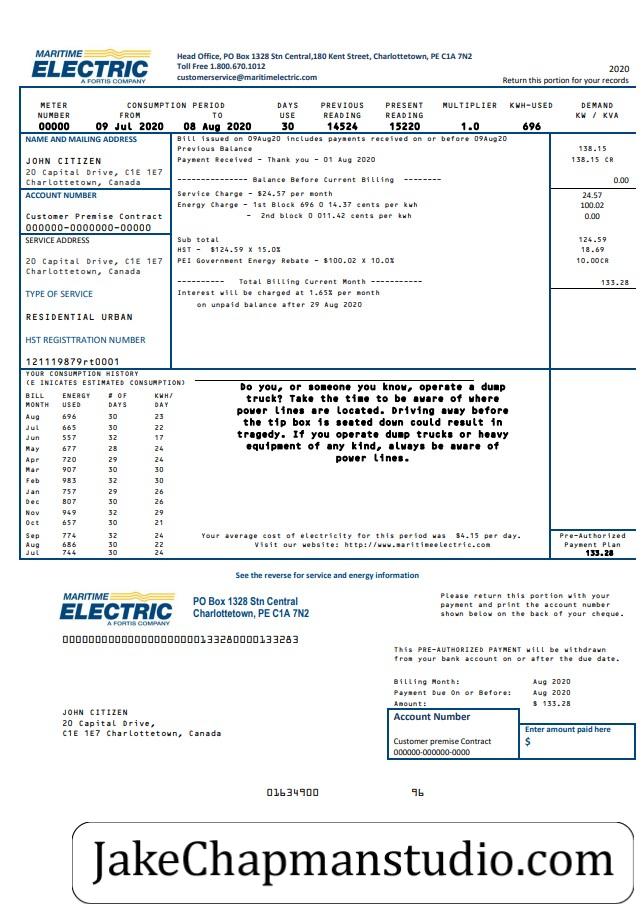 MARITIME
ELECTRIC
A FORTIS COMPANY
Head Office, PO Box 1328 Stn Central,180 Kent Street, Charlottetown, PE C1A 7N2
Toll Free 1.800.670.1012
customerservice@maritimelectric.com
2020
Return this portion for your records
METER NUMBER CONSUMPTION PERIOD FROM TO DAYS USE PREVIOUS READING PRESENT READING MULTIPLIER KWH-USED DEMAND KW / KVA
00000 09 Jul 2020 08 Aug 2020 30 14524 15220 1.0 696
NAME AND MAILING ADDRESS
JOHN CITIZEN
20 Capital Drive, C1E 1E7
Charlottetown, Canada
ACCOUNT NUMBER
Customer Premise Contract
000000-0000000-00000
SERVICE ADDRESS
20 Capital Drive, C1E 1E7
Charlottetown, Canada
TYPE OF SERVICE
RESIDENTIAL URBAN
HST REGISTTRATION NUMBER
121119879rt0001
Bill issued on 09Aug20 includes payments received on or before 09Aug20
Previous Balance 138.15
Payment Received - Thank you - 01 Aug 2020 138.15 CR
--------------- Balance Before Current Billing -------- 0.00
Service Charge - $24.57 per month 24.57
Energy Charge - 1st Block 696 0 14.37 cents per kwh 100.02
- 2nd block 0 011.42 cents per kwh 0.00
Sub total 124.59
HST - $124.59 X 15.0% 18.69
PEI Government Energy Rebate - $100.02 X 10.0% 10.00CR
---------- Total Billing Current Month ----------- 133.28
Interest will be charged at 1.65% per month
on unpaid balance after 29 Aug 2020
YOUR CONSUMPTION HISTORY
(E INICATES ESTIMATED CONSUMPTION)
BILL MONTH ENERGY USED # OF DAYS KWH/ DAY
Aug 696 30 23
Jul 665 30 22
Jun 557 32 17
May 677 28 24
Apr 720 29 24
Mar 907 30 30
Feb 983 32 30
Jan 757 29 26
Dec 807 30 26
Nov 949 32 29
Oct 657 30 21
Sep 774 32 24
Aug 686 30 22
Jul 744 30 24
Do you, or someone you know, operate a dump
truck? Take the time to be aware of where
power lines are located. Driving away before
the tip box is seated down could result in
tragedy. If you operate dump trucks or heavy
equipment of any kind, always be aware of
power lines.
Your average cost of electricity for this period was $4.15 per day.
Visit our website: http://www.maritimeelectric.com
Pre-Authorized
Payment Plan
133.28
See the reverse for service and energy information
MARITIME
ELECTRIC
A FORTIS COMPANY
PO Box 1328 Stn Central
Charlottetown, PE C1A 7N2
Please return this portion with your
payment and print the account number
shown below on the back of your cheque.
This PRE-AUTHORIZED PAYMENT will be withdrawn
from your bank account on or after the due date.
Billing Month: Aug 2020
Payment Due On or Before: Aug 2020
Amount: $ 133.28
JOHN CITIZEN
20 Capital Drive,
C1E 1E7 Charlottetown, Canada
Account Number
Customer premise Contract
000000-000000-0000
Enter amount paid here
$
01634900 96
JakeChapmanstudio.com